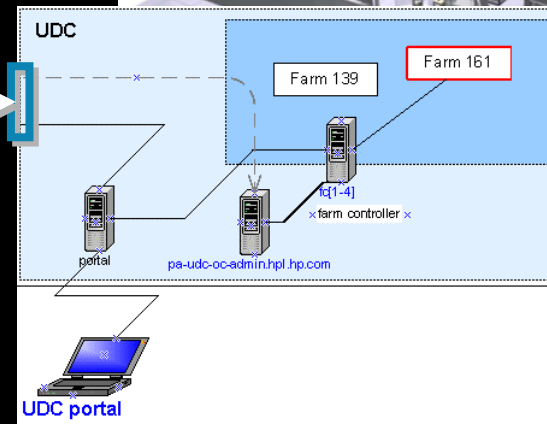 UDC
Farm 139
Farm 161
fc[1-4]
farm controller
portal
pa-udc-oc-admin.hpl.hp.com
UDC portal